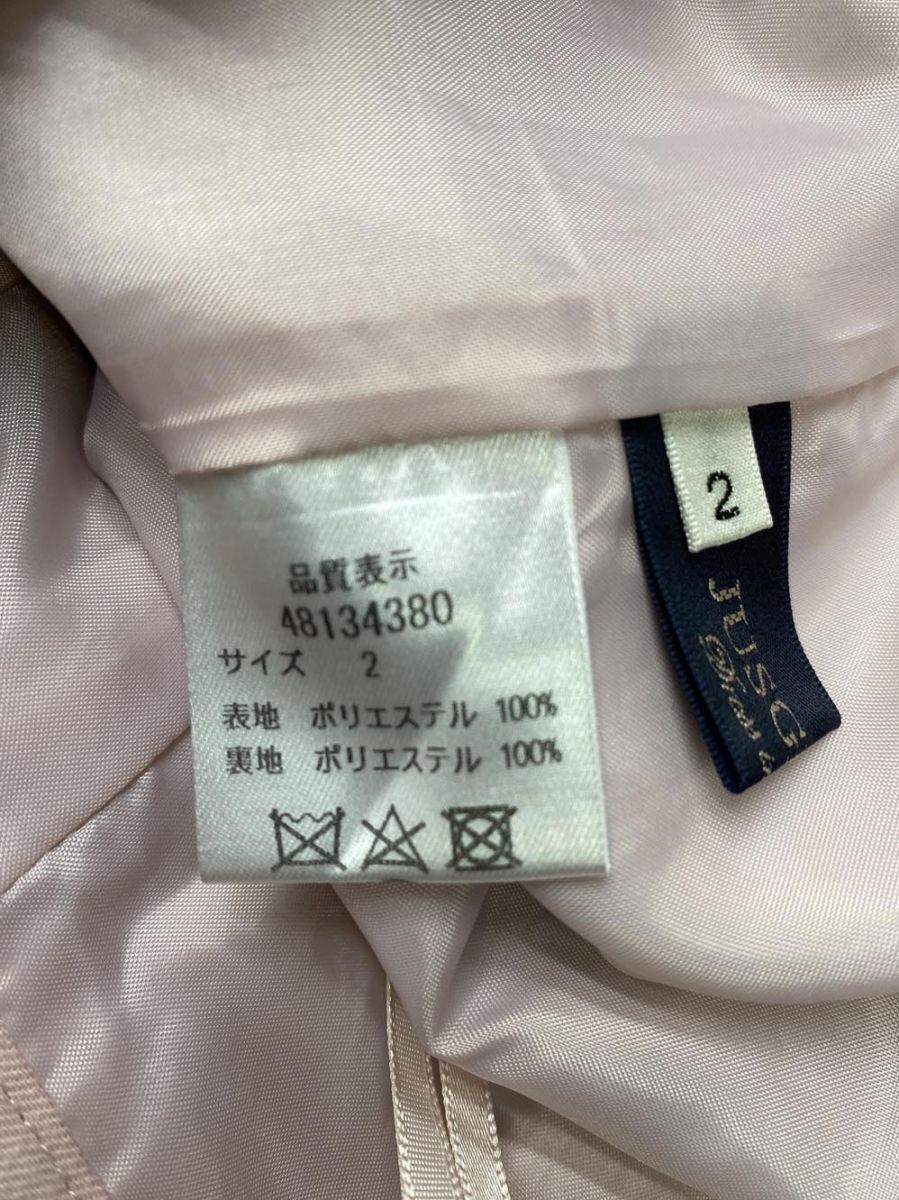 品質表示
48134380
サイズ 2
表地 ポリエステル 100%
裏地 ポリエステル 100%
2
JUSG